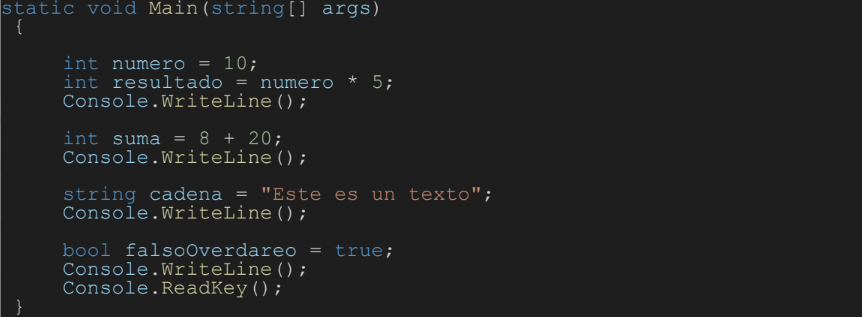 static void Main(string[] args)
{
int numero = 10;
int resultado = numero * 5;
Console.WriteLine();
int suma = 8 + 20;
Console.WriteLine();
string cadena = "Este es un texto";
Console.WriteLine();
bool falsoOverdareo = true;
Console.WriteLine();
Console.ReadKey();
}